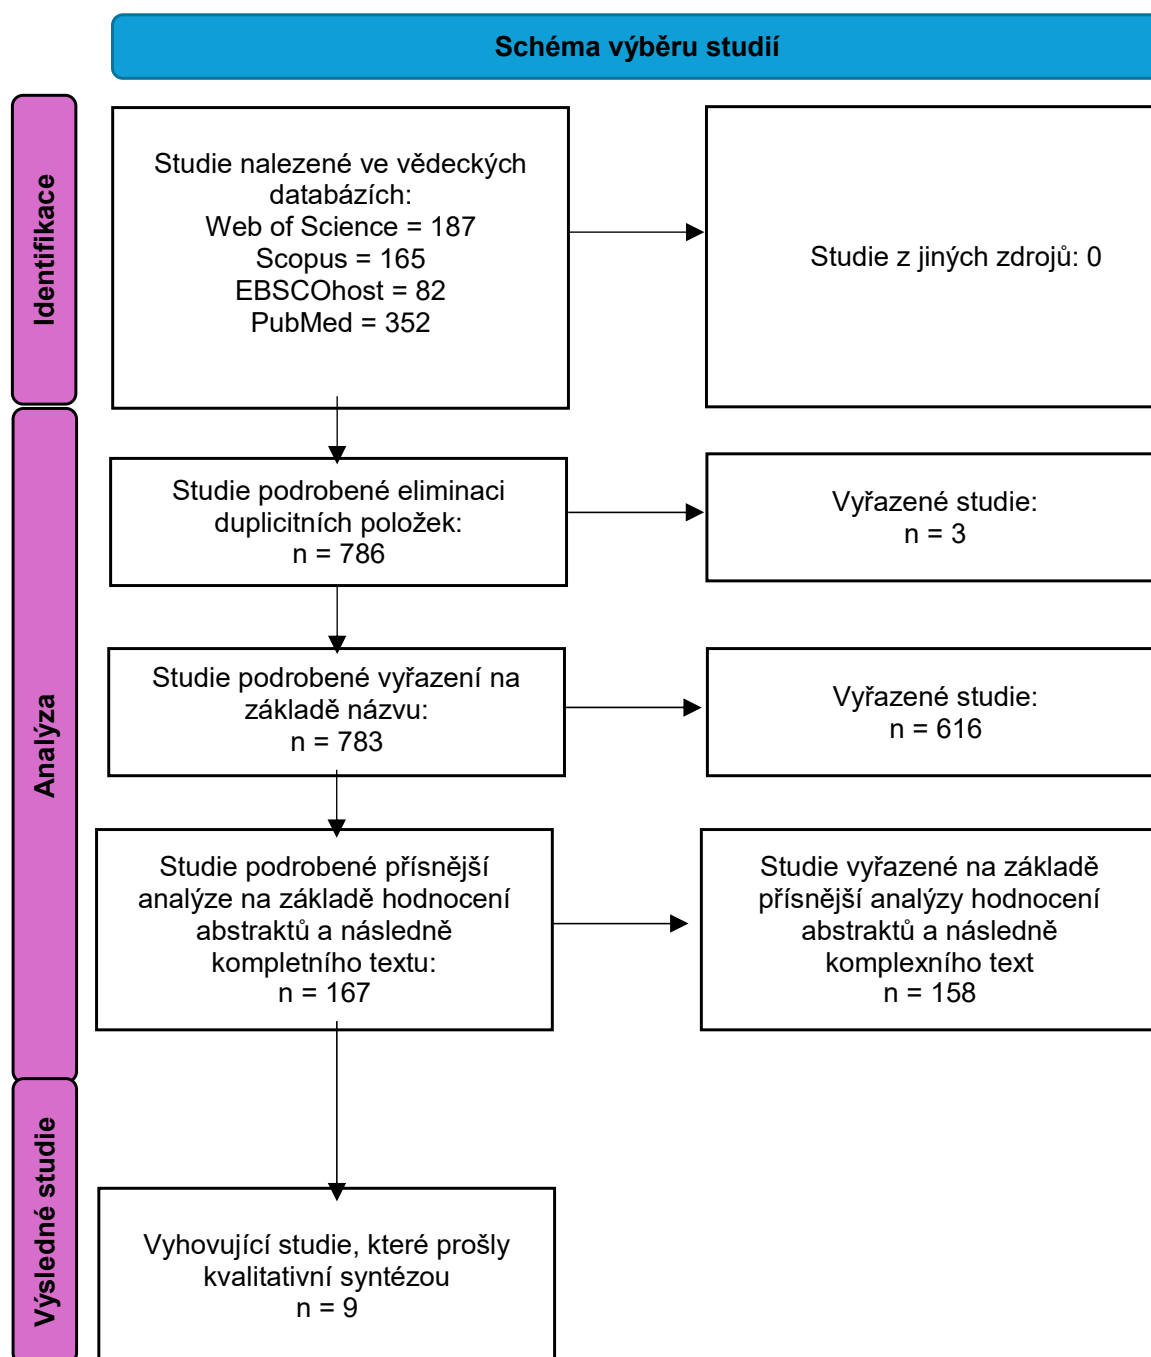 Schéma výběru studií
Identifikace
Studie nalezené ve vědeckých
databázích:
Web of Science = 187
Scopus = 165
EBSCOhost = 82
PubMed = 352
Studie z jiných zdrojů: 0
Analýza
Studie podrobené eliminaci
duplicitních položek:
n = 786
Vyřazené studie:
n = 3
Studie podrobené vyřazení na
základě názvu:
n = 783
Vyřazené studie:
n = 616
Studie podrobené přísnější
analýze na základě hodnocení
abstraktů a následně
kompletního textu:
n = 167
Studie vyřazené na základě
přísnější analýzy hodnocení
abstraktů a následně
komplexního text
n = 158
Výsledné studie
Vyhovující studie, které prošly
kvalitativní syntézou
n = 9